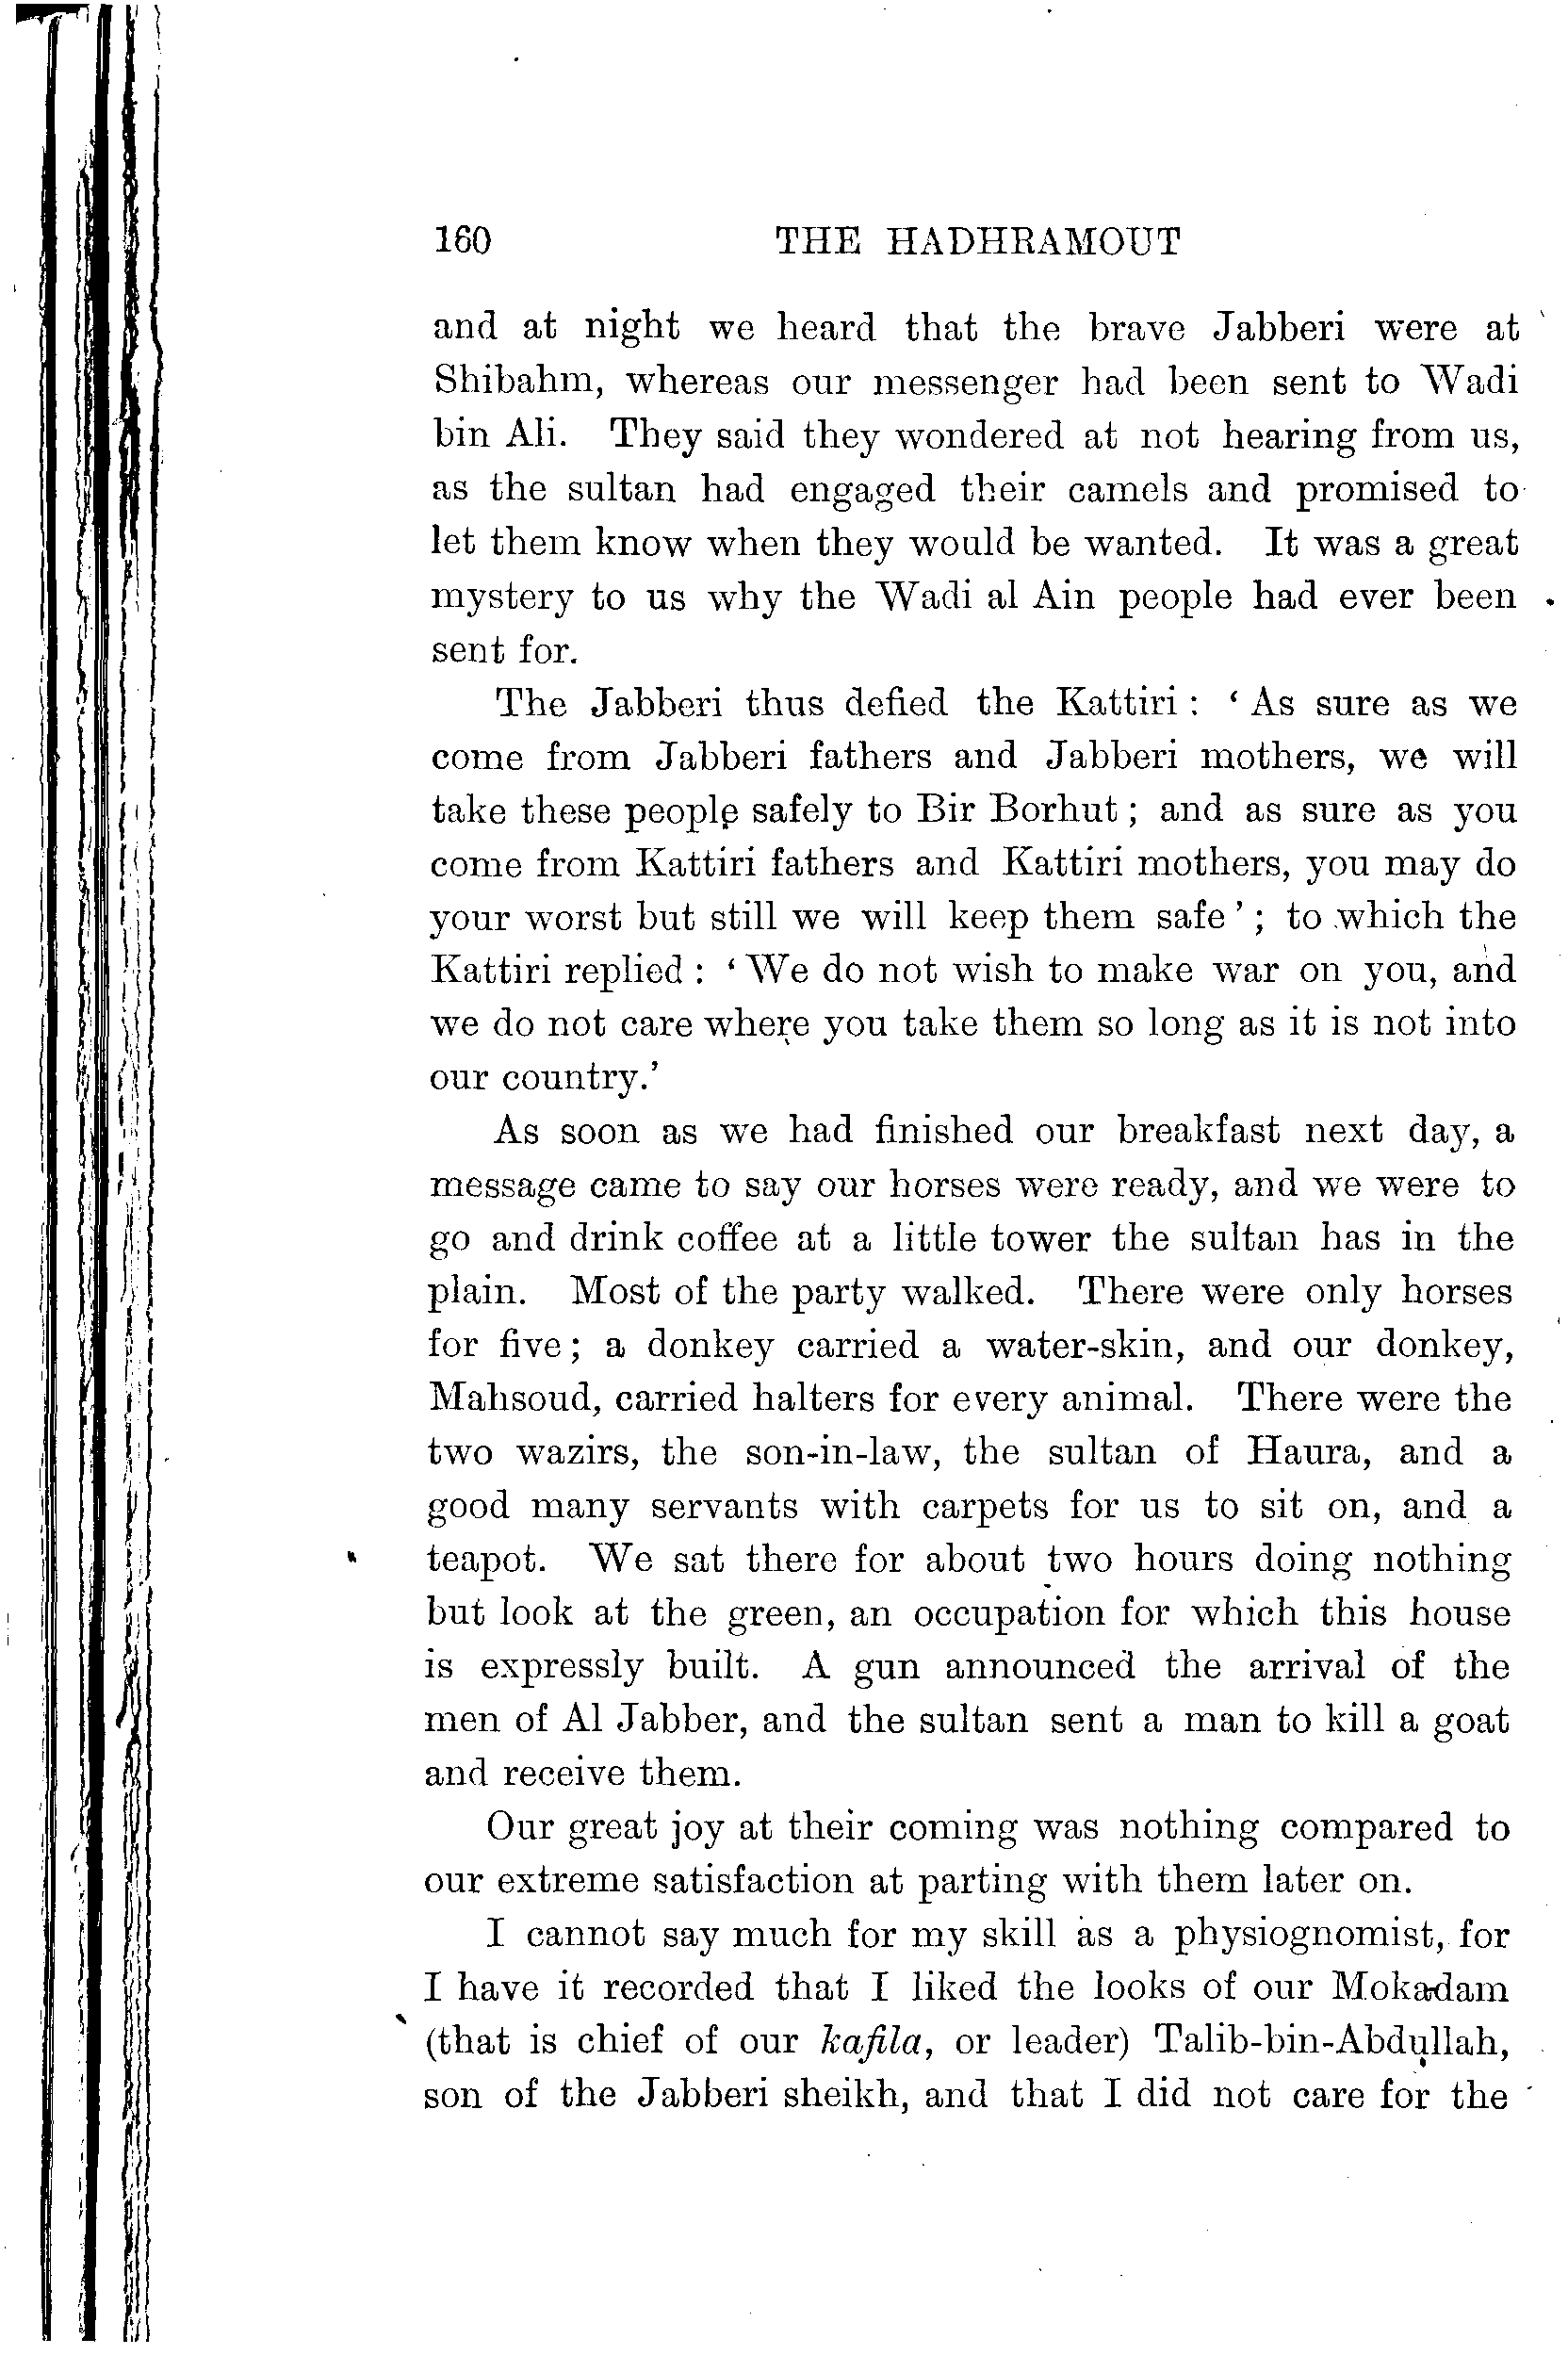 160 THE HADHRAMOUT
and at night we heard that the brave Jabberi were at
Shibahm, whereas our messenger had been sent to Wadi
bin Ali. They said they wondered at not hearing from us,
as the sultan had engaged their camels and promised to
let them know when they would be wanted. It was a great
mystery to us why the Wadi al Ain people had ever been
sent for.
The Jabberi thus defied the Kattiri : ‘ As sure as we
come from Jabberi fathers and Jabberi mothers, we will
take these people safely to Bir Borhut ; and as sure as you
come from Kattiri fathers and Kattiri mothers, you may do
your worst but still we will keep them safe ’ ; to which the
Kattiri replied : ‘ We do not wish to make war on you, and
we do not care where you take them so long as it is not into
our country.’
As soon as we had finished our breakfast next day, a
message came to say our horses were ready, and we were to
go and drink coffee at a little tower the sultan has in the
plain. Most of the party walked. There were only horses
for five ; a donkey carried a water-skin, and our donkey,
Mahsoud, carried halters for every animal. There were the
two wazirs, the son-in-law, the sultan of Haura, and a
good many servants with carpets for us to sit on, and a
teapot. We sat there for about two hours doing nothing
but look at the green, an occupation for which this house
is expressly built. A gun announced the arrival of the
men of Al Jabber, and the sultan sent a man to kill a goat
and receive them.
Our great joy at their coming was nothing compared to
our extreme satisfaction at parting with them later on.
I cannot say much for my skill as a physiognomist, for
I have it recorded that I liked the looks of our Mokadam
(that is chief of our kafila, or leader) Talib-bin-Abdullah,
son of the Jabberi sheikh, and that I did not care for the